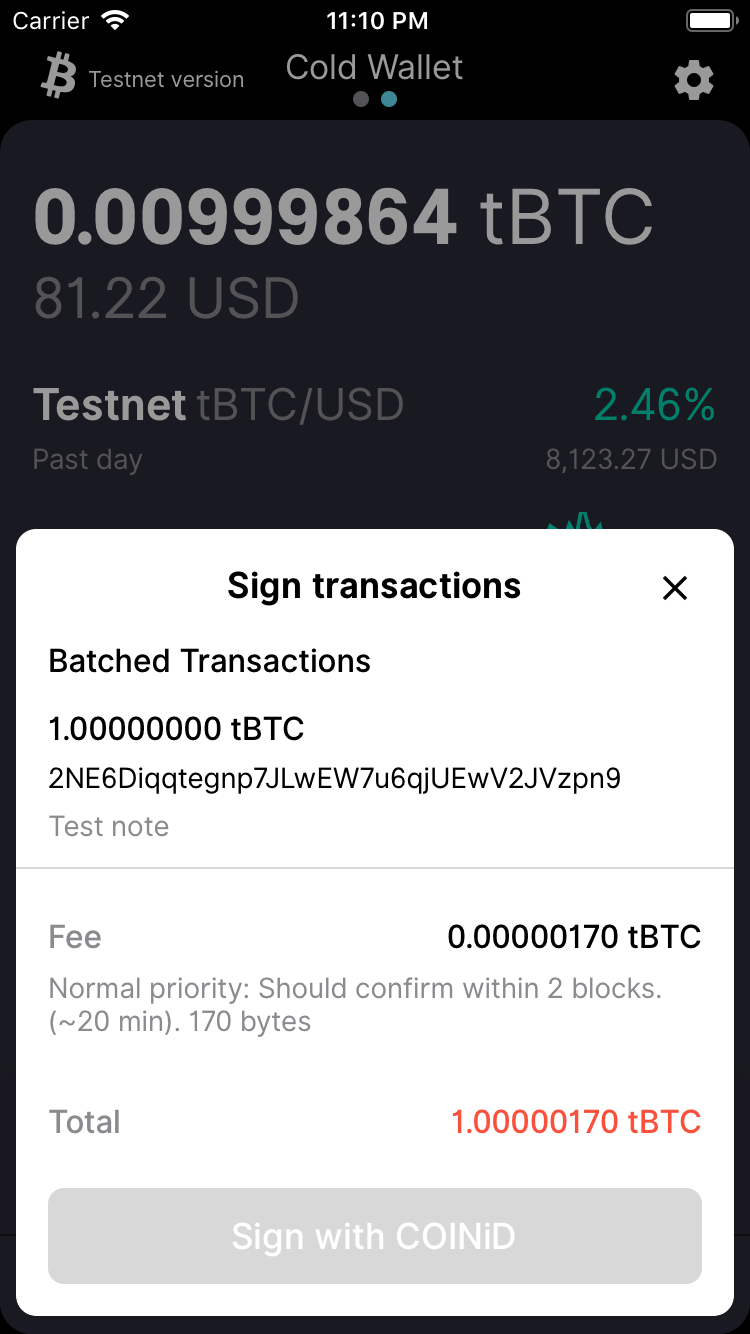 Carrier 11:10 PM
Testnet version Cold Wallet
0.00999864 tBTC
81.22 USD
Testnet tBTC/USD 2.46%
Past day 8,123.27 USD
Sign transactions
Batched Transactions
1.00000000 tBTC
2NE6Diqqtegnp7JLwEW7u6qjUEwV2JVzpn9
Test note
Fee 0.00000170 tBTC
Normal priority: Should confirm within 2 blocks.
(~20 min). 170 bytes
Total 1.00000170 tBTC
Sign with COINiD